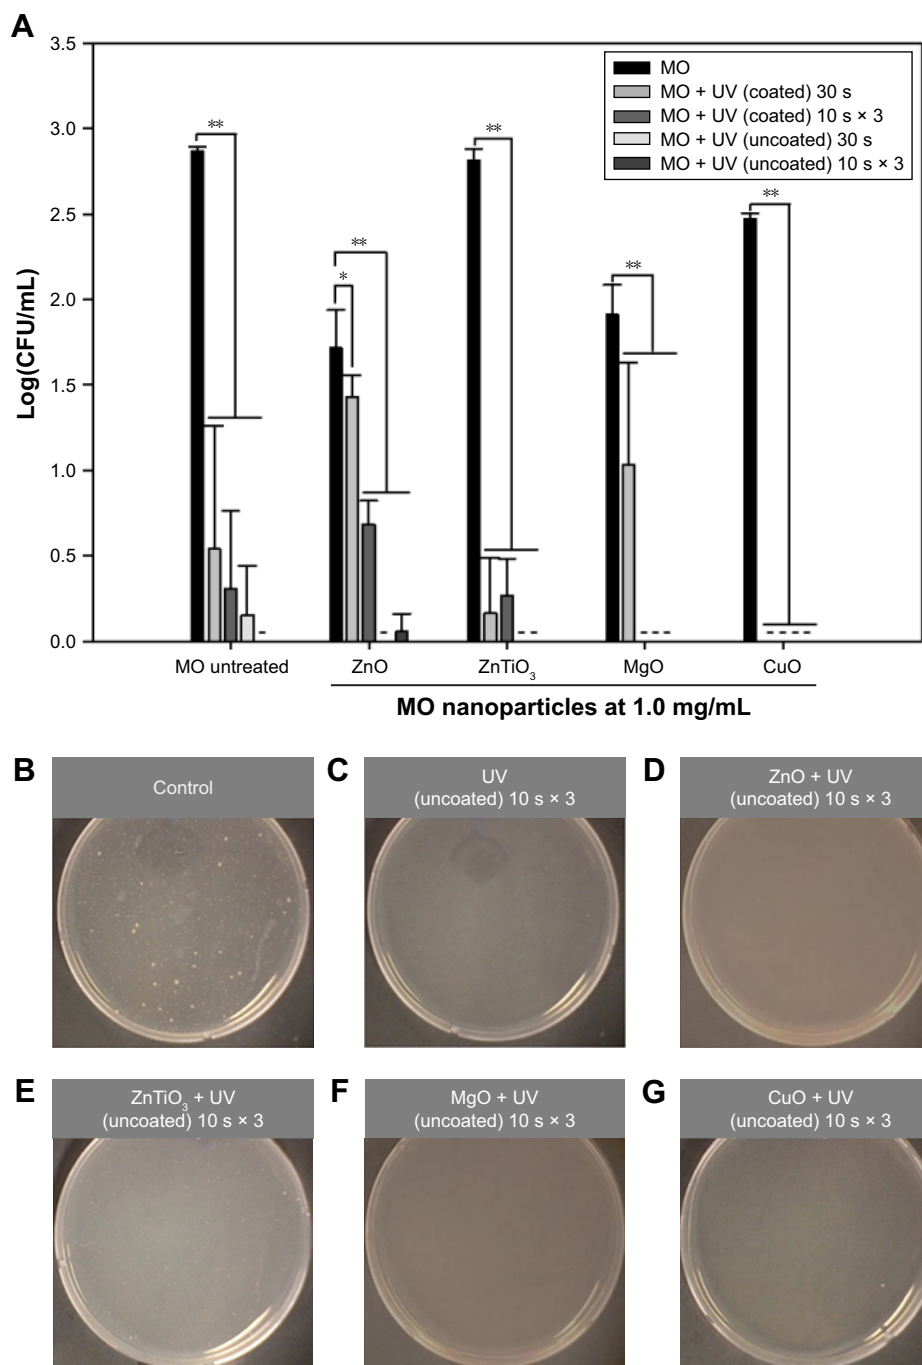 A
3.5
3.0
2.5
2.0
1.5
1.0
0.5
0.0
Log(CFU/mL)
MO
MO + UV (coated) 30 s
MO + UV (coated) 10 s × 3
MO + UV (uncoated) 30 s
MO + UV (uncoated) 10 s × 3
**
**
*
**
**
**
MO untreated
ZnO
ZnTiO₃
MgO
CuO
MO nanoparticles at 1.0 mg/mL
B
Control
C
UV
(uncoated) 10 s × 3
D
ZnO + UV
(uncoated) 10 s × 3
E
ZnTiO₃ + UV
(uncoated) 10 s × 3
F
MgO + UV
(uncoated) 10 s × 3
G
CuO + UV
(uncoated) 10 s × 3